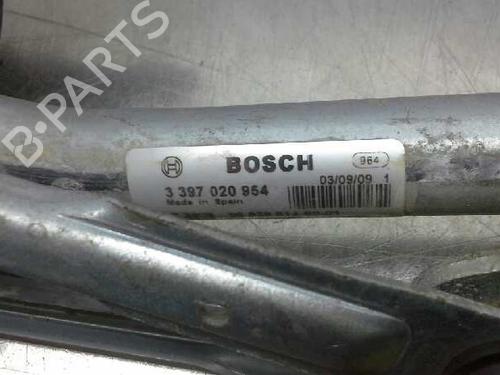 B-PARTS
BOSCH
964
3 397 020 954
03/09/09 1
Made in Spain